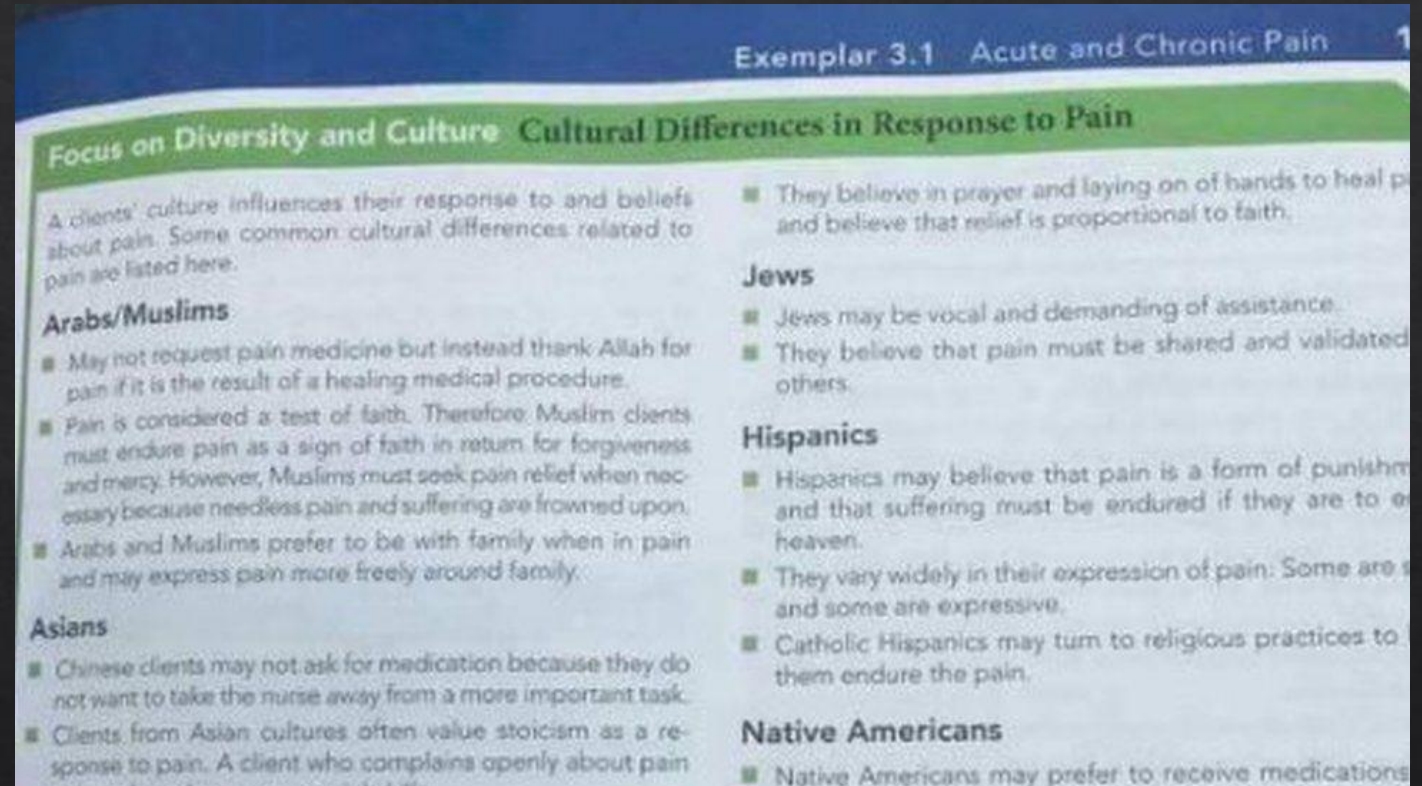 Exemplar 3.1 Acute and Chronic Pain 1
Focus on Diversity and Culture Cultural Differences in Response to Pain
A clients' culture influences their response to and beliefs
about pain. Some common cultural differences related to
pain are listed here.
Arabs/Muslims
■ May not request pain medicine but instead thank Allah for
pain if it is the result of a healing medical procedure.
■ Pain is considered a test of faith. Therefore Muslim clients
must endure pain as a sign of faith in return for forgiveness
and mercy. However, Muslims must seek pain relief when nec-
essary because needless pain and suffering are frowned upon.
■ Arabs and Muslims prefer to be with family when in pain
and may express pain more freely around family.
Asians
■ Chinese clients may not ask for medication because they do
not want to take the nurse away from a more important task.
■ Clients from Asian cultures often value stoicism as a re-
sponse to pain. A client who complains openly about pain
■ They believe in prayer and laying on of hands to heal p
and believe that relief is proportional to faith.
Jews
■ Jews may be vocal and demanding of assistance.
■ They believe that pain must be shared and validated
others.
Hispanics
■ Hispanics may believe that pain is a form of punishm
and that suffering must be endured if they are to e
heaven.
■ They vary widely in their expression of pain: Some are s
and some are expressive.
■ Catholic Hispanics may turn to religious practices to
them endure the pain.
Native Americans
■ Native Americans may prefer to receive medications